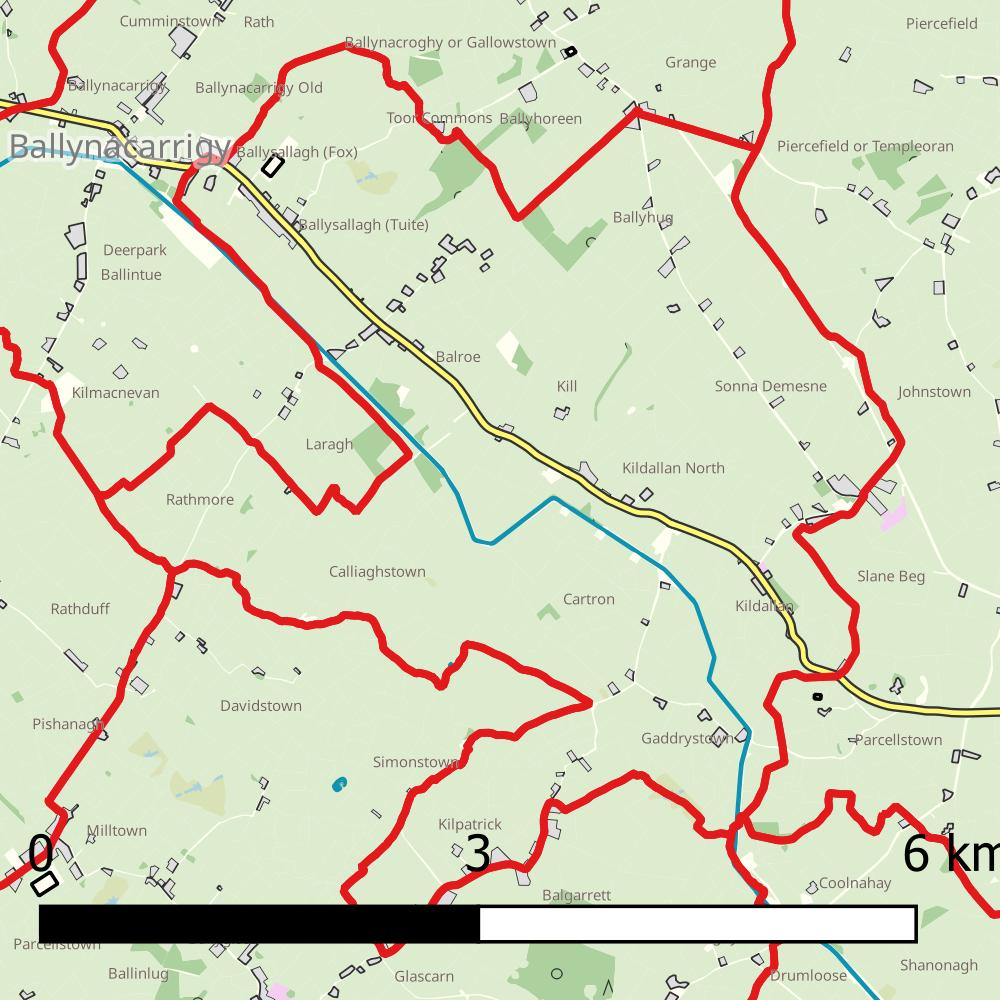 Cumminstown
Rath
Piercefield
Ballynacroghy or Gallowstown
Grange
Ballynacarrigy
Ballynacarrigy Old
Toor Commons
Ballyhoreen
Ballynacarrigy
Ballysallagh (Fox)
Piercefield or Templeoran
Ballysallagh (Tuite)
Ballyhug
Deerpark
Ballintue
Balroe
Kill
Sonna Demesne
Johnstown
Kilmacnevan
Laragh
Kildallan North
Rathmore
Calliaghstown
Slane Beg
Cartron
Kildallan
Rathduff
Davidstown
Pishanagh
Gaddrystown
Parcellstown
Simonstown
Kilpatrick
Milltown
0
3
6 km
Coolnahay
Balgarrett
Parcellstown
Ballinlug
Glascarn
Drumloose
Shanonagh